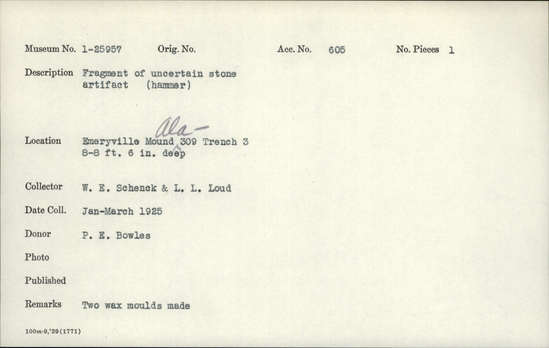 Museum No. 1-25957 Orig. No. Acc. No. 605 No. Pieces 1
Description Fragment of uncertain stone
artifact (hammer)
Ala-
Location Emeryville Mound 309 Trench 3
8-8 ft. 6 in. deep
Collector W. E. Schenck & L. L. Loud
Date Coll. Jan-March 1925
Donor P. E. Bowles
Photo
Published
Remarks Two wax moulds made
100m-9,'29(1771)